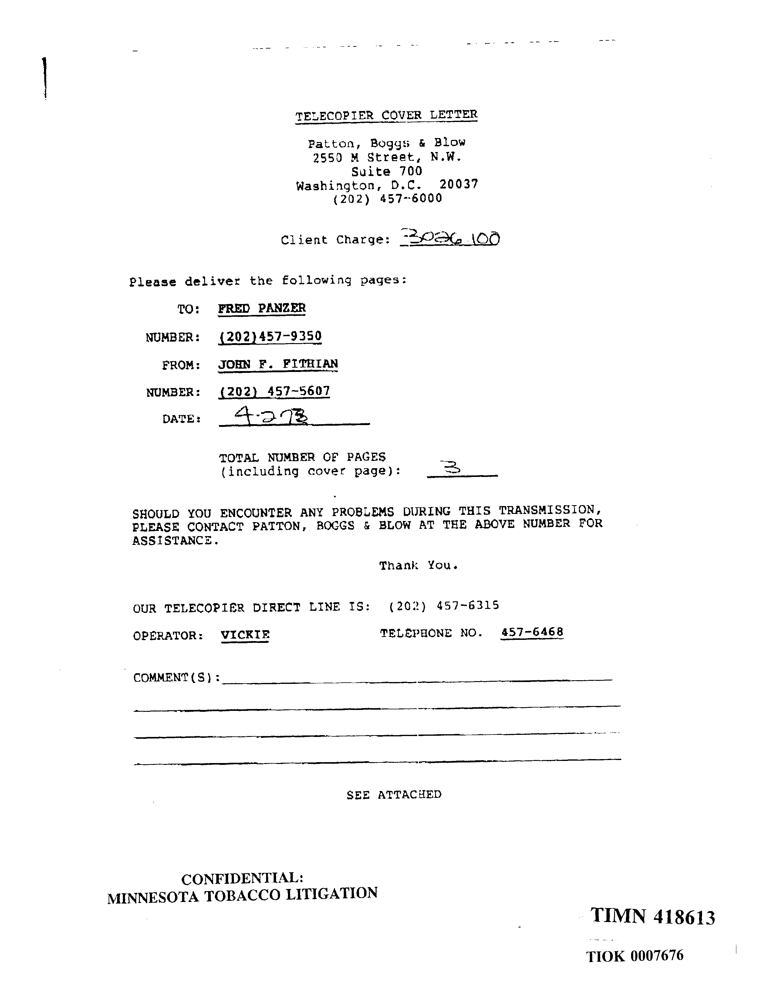 TELECOPIER COVER LETTER
Patton, Boggs & Blow
2550 M Street, N.W.
Suite 700
Washington, D.C. 20037
(202) 457-6000
Client Charge: 3026.100
Please deliver the following pages:
TO: FRED PANZER
NUMBER: (202)457-9350
FROM: JOHN F. FITHIAN
NUMBER: (202) 457-5607
DATE:
TOTAL NUMBER OF PAGES
(including cover page): 3
SHOULD YOU ENCOUNTER ANY PROBLEMS DURING THIS TRANSMISSION,
PLEASE CONTACT PATTON, BOGGS & BLOW AT THE ABOVE NUMBER FOR
ASSISTANCE.
Thank You.
OUR TELECOPIER DIRECT LINE IS: (202) 457-6315
OPERATOR: VICKIE TELEPHONE NO. 457-6468
COMMENT(S):
SEE ATTACHED
CONFIDENTIAL:
MINNESOTA TOBACCO LITIGATION
TIMN 418613
TIOK 0007676